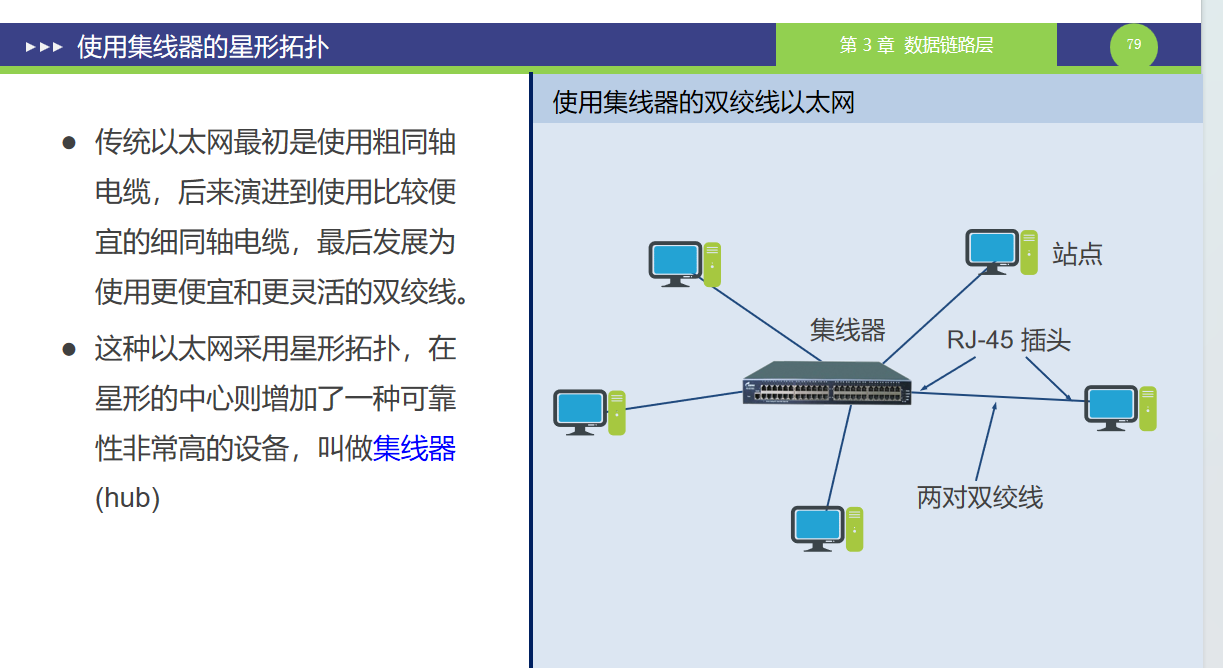 使用集线器的星形拓扑
第 3 章 数据链路层
79
● 传统以太网最初是使用粗同轴
电缆，后来演进到使用比较便
宜的细同轴电缆，最后发展为
使用更便宜和更灵活的双绞线。
● 这种以太网采用星形拓扑，在
星形的中心则增加了一种可靠
性非常高的设备，叫做集线器
(hub)
使用集线器的双绞线以太网
站点
集线器
RJ-45 插头
两对双绞线